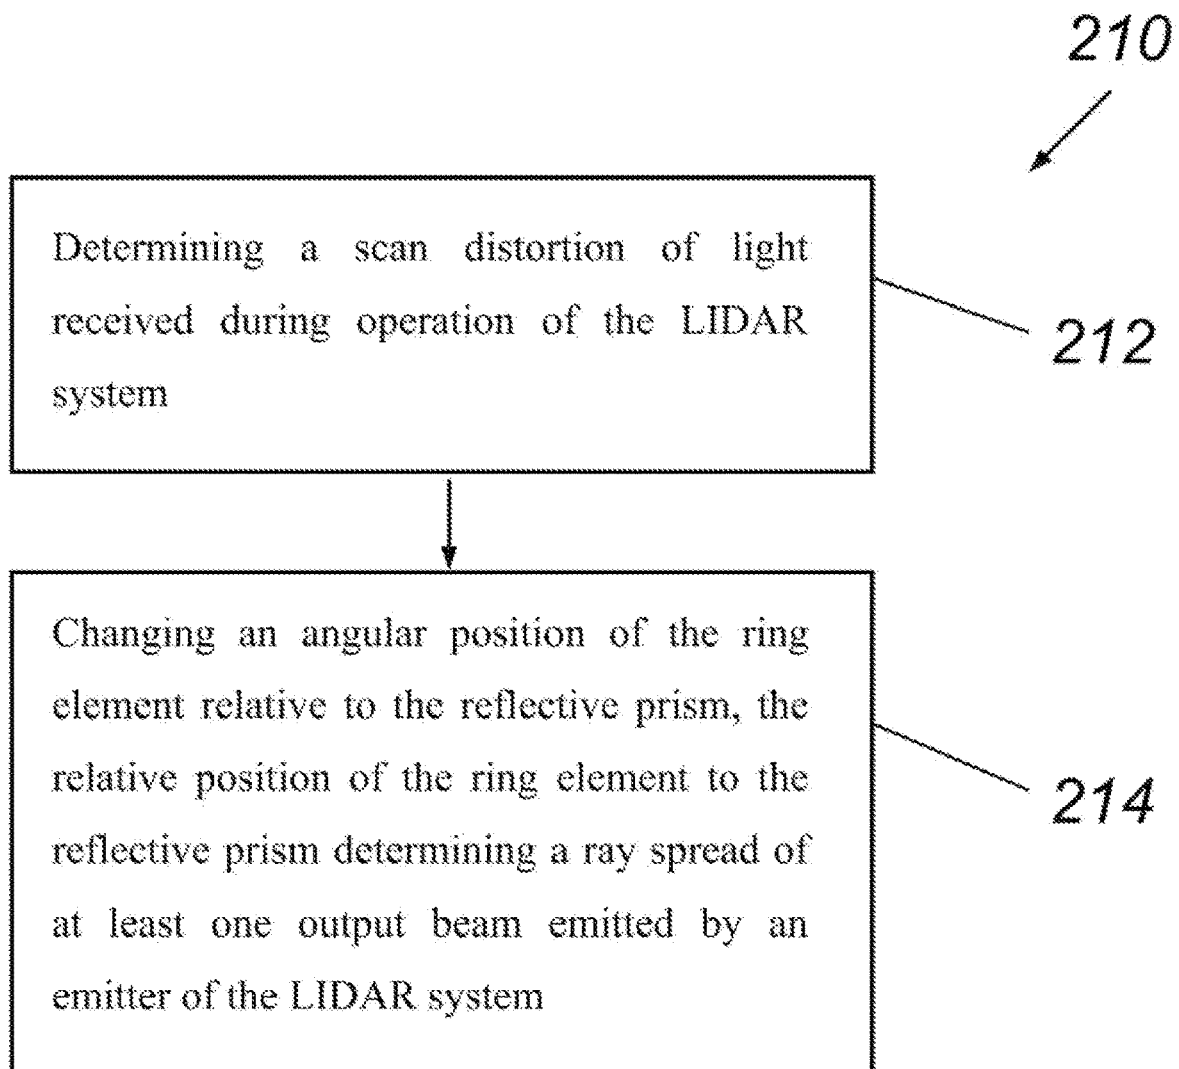 210
Determining a scan distortion of light
received during operation of the LIDAR
system
212
Changing an angular position of the ring
element relative to the reflective prism, the
relative position of the ring element to the
reflective prism determining a ray spread of
at least one output beam emitted by an
emitter of the LIDAR system
214